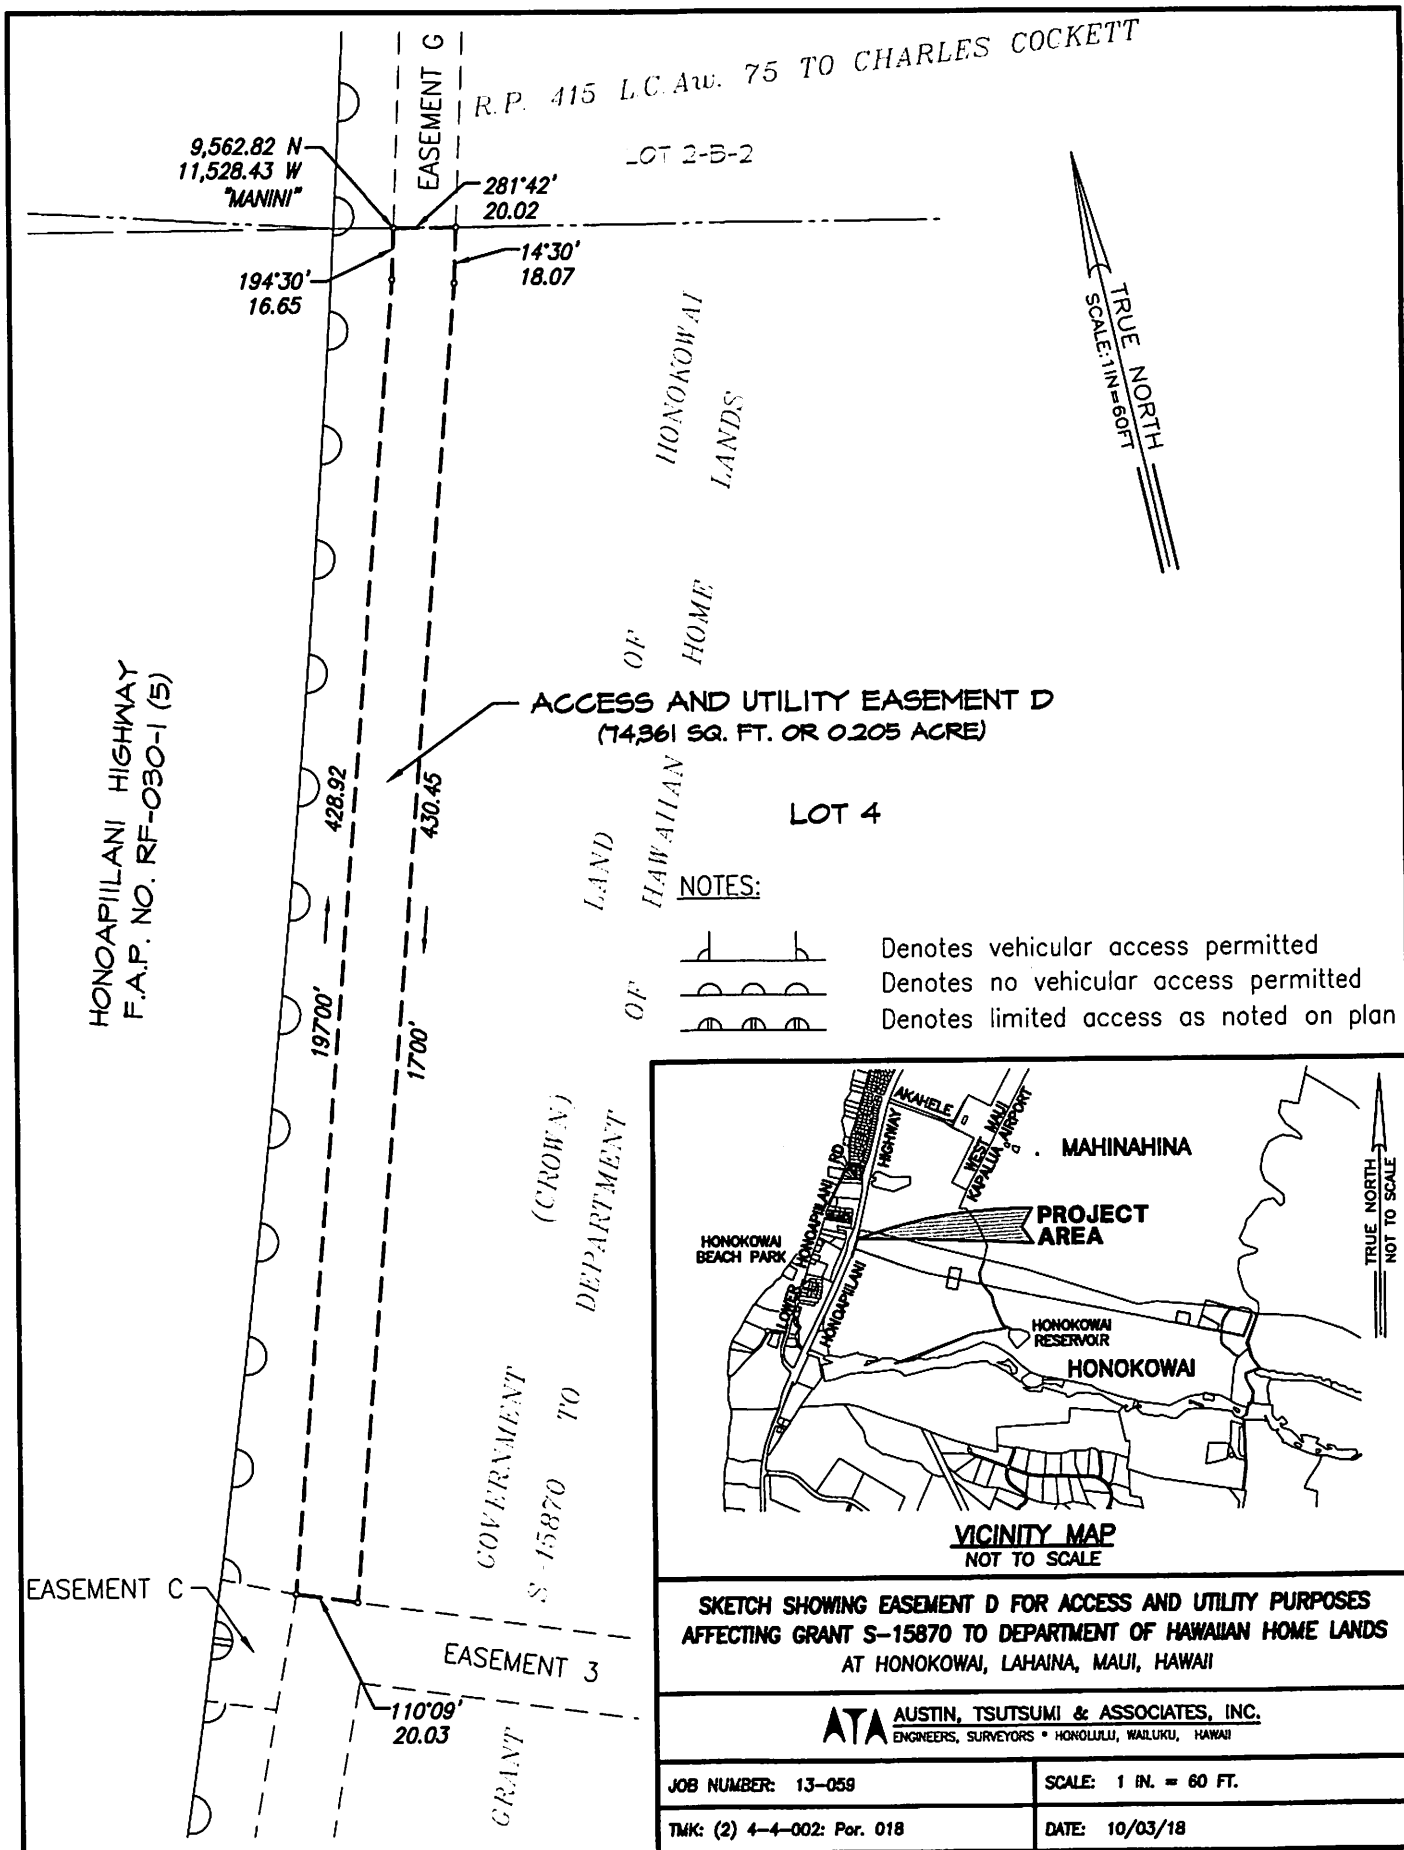 R.P. 415 L.C.Aw. 75 TO CHARLES COCKETT
EASEMENT G
LOT 2-B-2
9,562.82 N
11,528.43 W
"MANINI"
281°42'
20.02
194°30'
16.65
14°30'
18.07
TRUE NORTH
SCALE:1IN=60FT
HONOAPIILANI HIGHWAY
F.A.P. NO. RF-030-1 (5)
ACCESS AND UTILITY EASEMENT D
(74,361 SQ. FT. OR 0.205 ACRE)
LOT 4
197°00' 428.92
17°00' 430.45
GOVERNMENT (CROWN) LAND OF HONOKOWAI
GRANT S-15870 TO DEPARTMENT OF HAWAIIAN HOME LANDS
NOTES:
Denotes vehicular access permitted
Denotes no vehicular access permitted
Denotes limited access as noted on plan
EASEMENT C
EASEMENT 3
110°09'
20.03
AKAHELE
HIGHWAY
WEST MAUI
KAPALUA AIRPORT
MAHINAHINA
LOWER HONOAPIILANI RD.
PROJECT
AREA
HONOKOWAI
BEACH PARK
HONOAPIILANI
HONOKOWAI
RESERVOIR
HONOKOWAI
TRUE NORTH
NOT TO SCALE
VICINITY MAP
NOT TO SCALE
SKETCH SHOWING EASEMENT D FOR ACCESS AND UTILITY PURPOSES
AFFECTING GRANT S-15870 TO DEPARTMENT OF HAWAIIAN HOME LANDS
AT HONOKOWAI, LAHAINA, MAUI, HAWAII
ATA AUSTIN, TSUTSUMI & ASSOCIATES, INC.
ENGINEERS, SURVEYORS • HONOLULU, WAILUKU, HAWAII
JOB NUMBER: 13-059
SCALE: 1 IN. = 60 FT.
TMK: (2) 4-4-002: Por. 018
DATE: 10/03/18